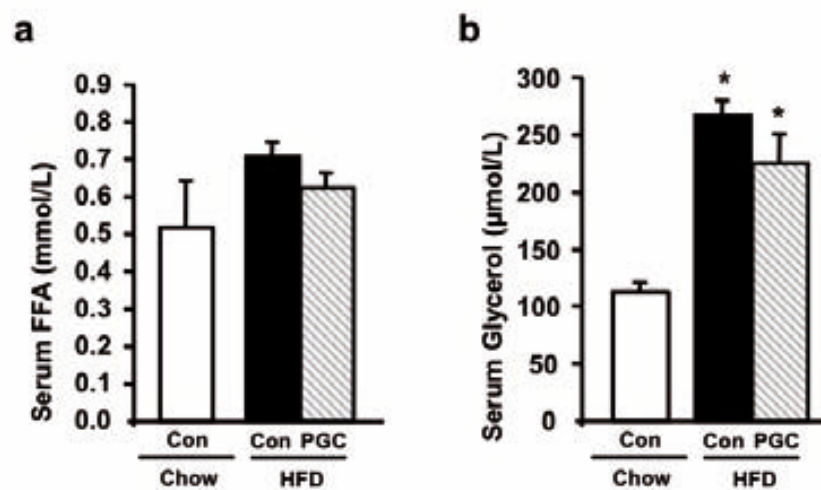 a
Serum FFA (mmol/L)
0.9
0.8
0.7
0.6
0.5
0.4
0.3
0.2
0.1
0.0
Con
Con PGC
Chow
HFD
b
Serum Glycerol (µmol/L)
300
250
200
150
100
50
0
*
*
Con
Con PGC
Chow
HFD